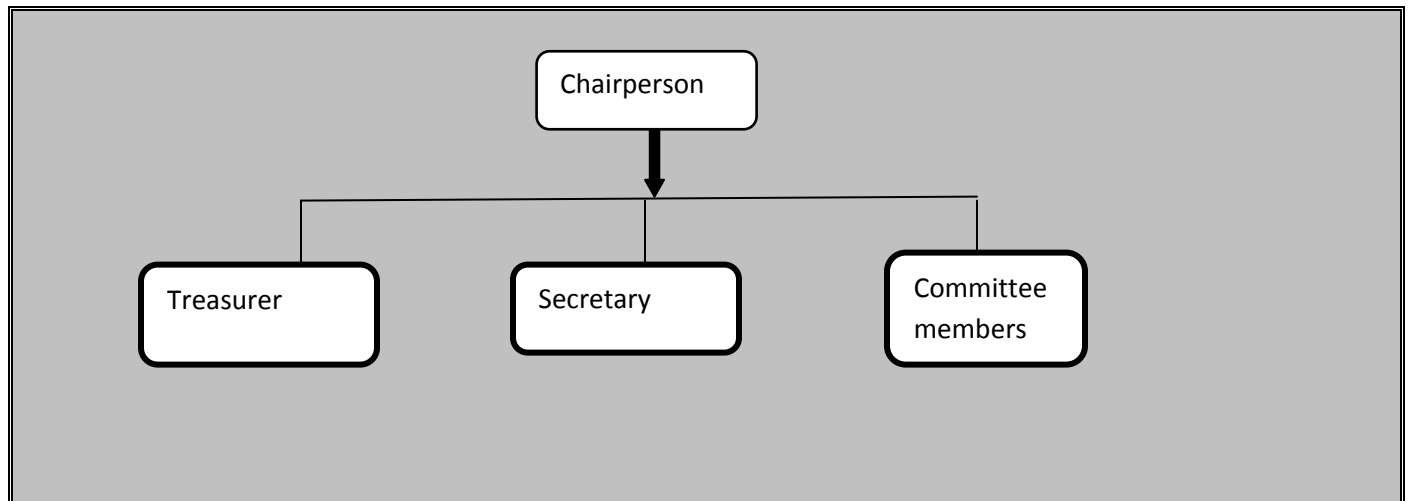 Chairperson
Treasurer
Secretary
Committee
members